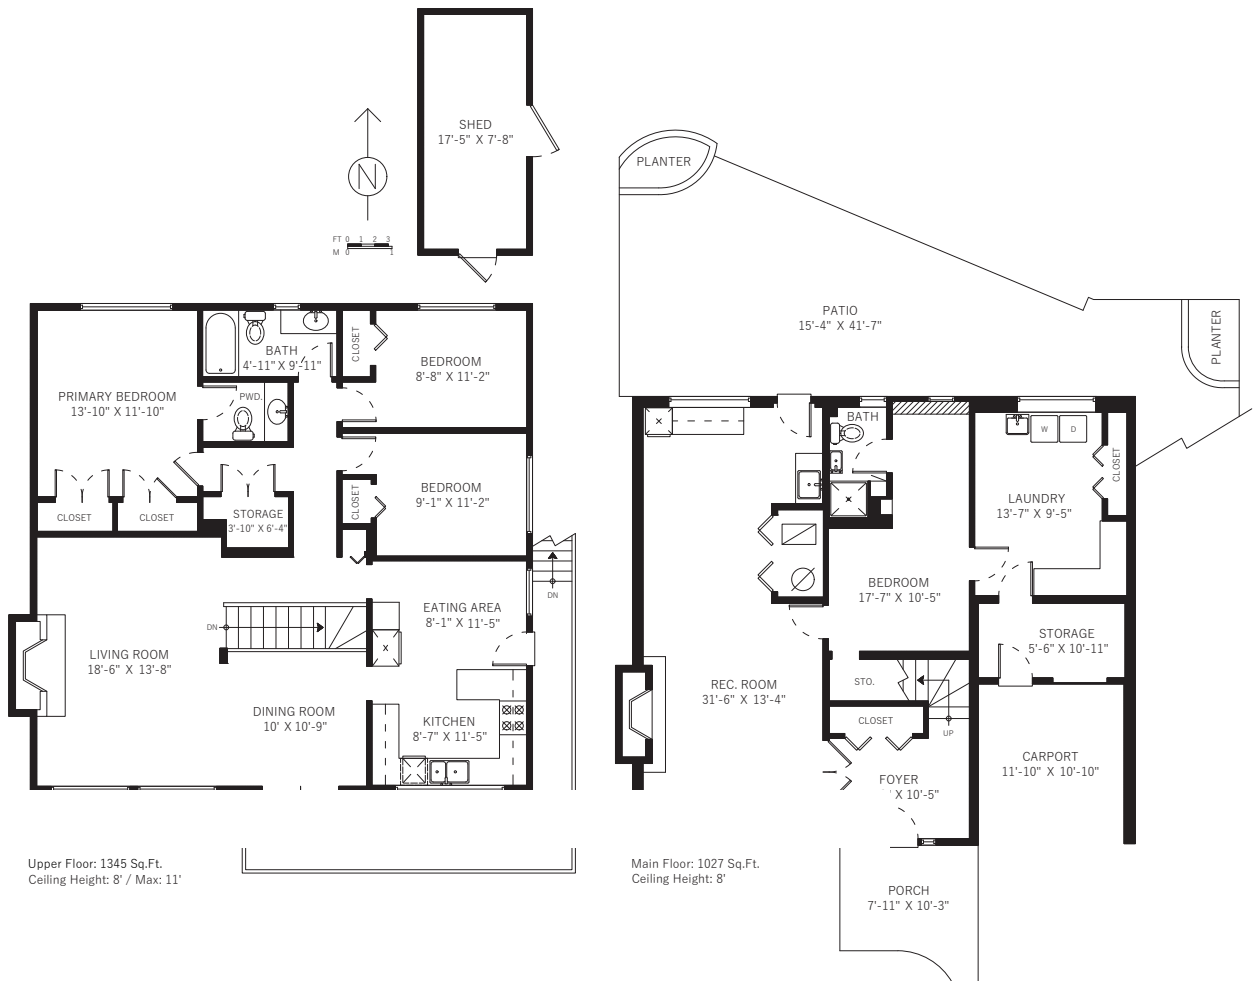 SHED
17'-5" X 7'-8"
N
FT 0 1 2 3
M 0 1
PLANTER
PATIO
15'-4" X 41'-7"
PLANTER
PRIMARY BEDROOM
13'-10" X 11'-10"
BATH
4'-11" X 9'-11"
PWD.
CLOSET
BEDROOM
8'-8" X 11'-2"
BEDROOM
9'-1" X 11'-2"
CLOSET
CLOSET
CLOSET
STORAGE
3'-10" X 6'-4"
DN
EATING AREA
8'-1" X 11'-5"
DN
LIVING ROOM
18'-6" X 13'-8"
DINING ROOM
10' X 10'-9"
KITCHEN
8'-7" X 11'-5"
Upper Floor: 1345 Sq.Ft.
Ceiling Height: 8' / Max: 11'
BATH
W D
CLOSET
LAUNDRY
13'-7" X 9'-5"
BEDROOM
17'-7" X 10'-5"
STORAGE
5'-6" X 10'-11"
STO.
REC. ROOM
31'-6" X 13'-4"
CLOSET
UP
CARPORT
11'-10" X 10'-10"
FOYER
X 10'-5"
Main Floor: 1027 Sq.Ft.
Ceiling Height: 8'
PORCH
7'-11" X 10'-3"